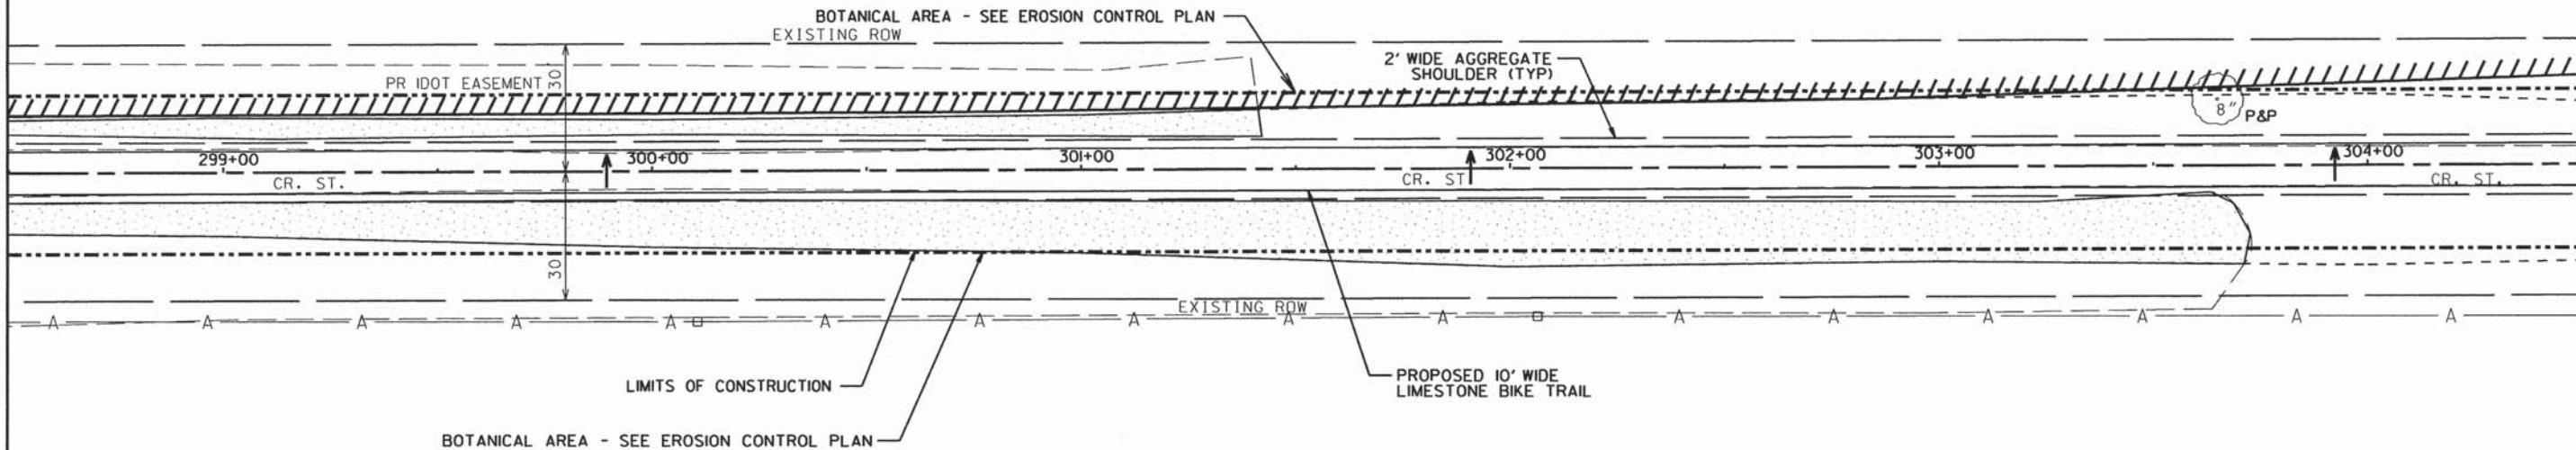 BOTANICAL AREA - SEE EROSION CONTROL PLAN
EXISTING ROW
2' WIDE AGGREGATE
SHOULDER (TYP)
PR IDOT EASEMENT
30'
8"
P&P
299+00
300+00
301+00
302+00
303+00
304+00
CR. ST.
CR. ST
CR. ST.
30'
EXISTING ROW
A A A A A A A A A A A A A A A A
LIMITS OF CONSTRUCTION
PROPOSED 10' WIDE
LIMESTONE BIKE TRAIL
BOTANICAL AREA - SEE EROSION CONTROL PLAN